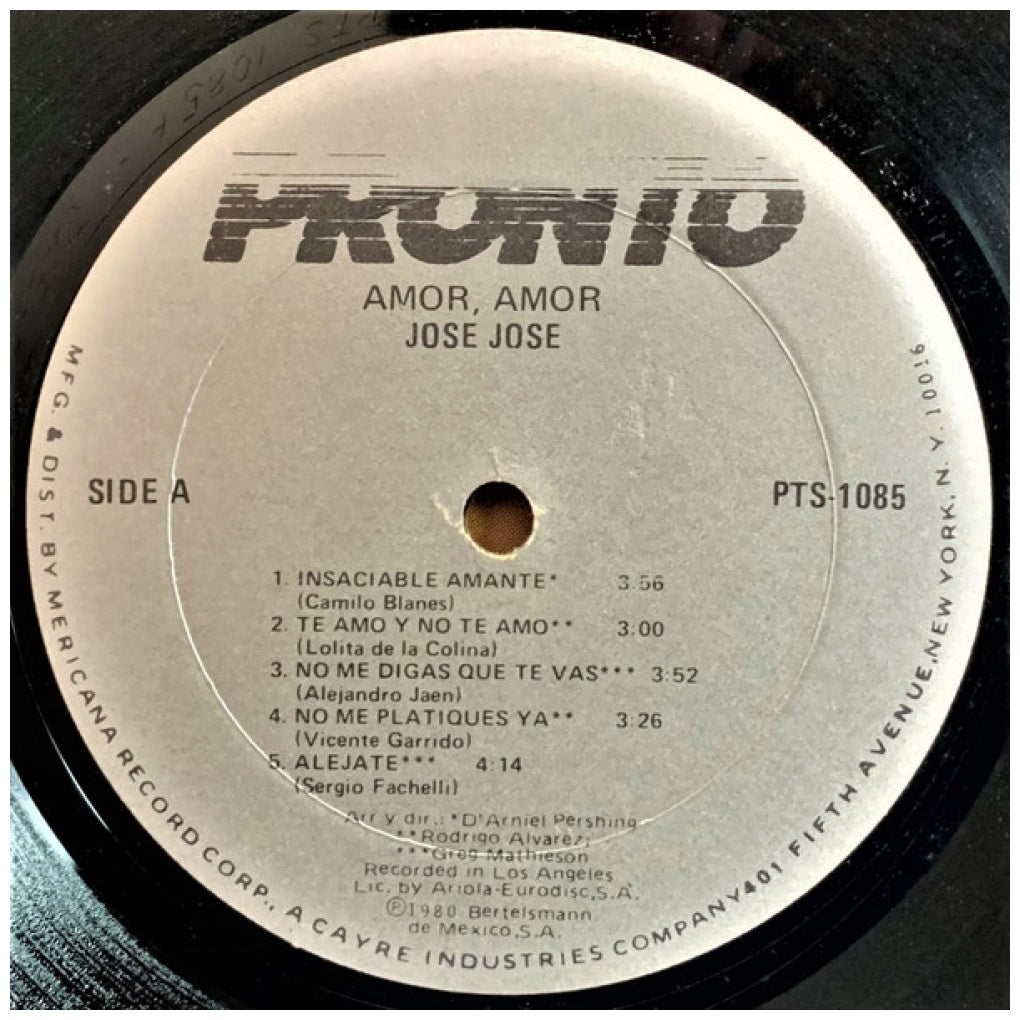 PTS 1085 A
PRONTO
AMOR, AMOR
JOSE JOSE
SIDE A
PTS-1085
1. INSACIABLE AMANTE* 3:56
(Camilo Blanes)
2. TE AMO Y NO TE AMO** 3:00
(Lolita de la Colina)
3. NO ME DIGAS QUE TE VAS*** 3:52
(Alejandro Jaen)
4. NO ME PLATIQUES YA** 3:26
(Vicente Garrido)
5. ALEJATE*** 4:14
(Sergio Fachelli)
Arr y dir.: *D'Arniel Pershing
**Rodrigo Alvarez;
***Greg Mathieson
Recorded in Los Angeles
Lic. by Ariola-Eurodisc,S.A.
Ⓟ1980 Bertelsmann
de Mexico,S.A.
MFG. & DIST. BY MERICANA RECORD CORP., A CAYRE INDUSTRIES COMPANY 401 FIFTH AVENUE, NEW YORK, N. Y. 10016